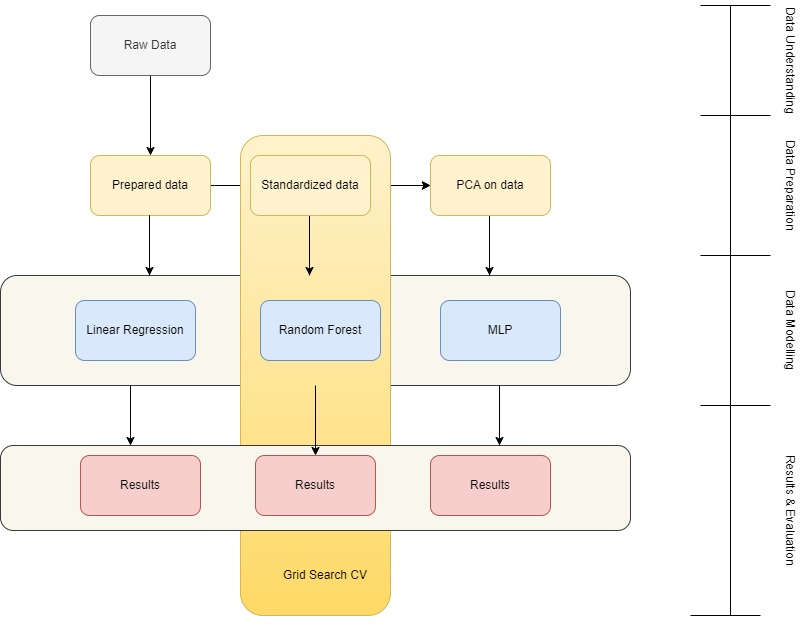 Raw Data
Prepared data
Standardized data
PCA on data
Linear Regression
Random Forest
MLP
Results
Results
Results
Grid Search CV
Data Understanding
Data Preparation
Data Modelling
Results & Evaluation